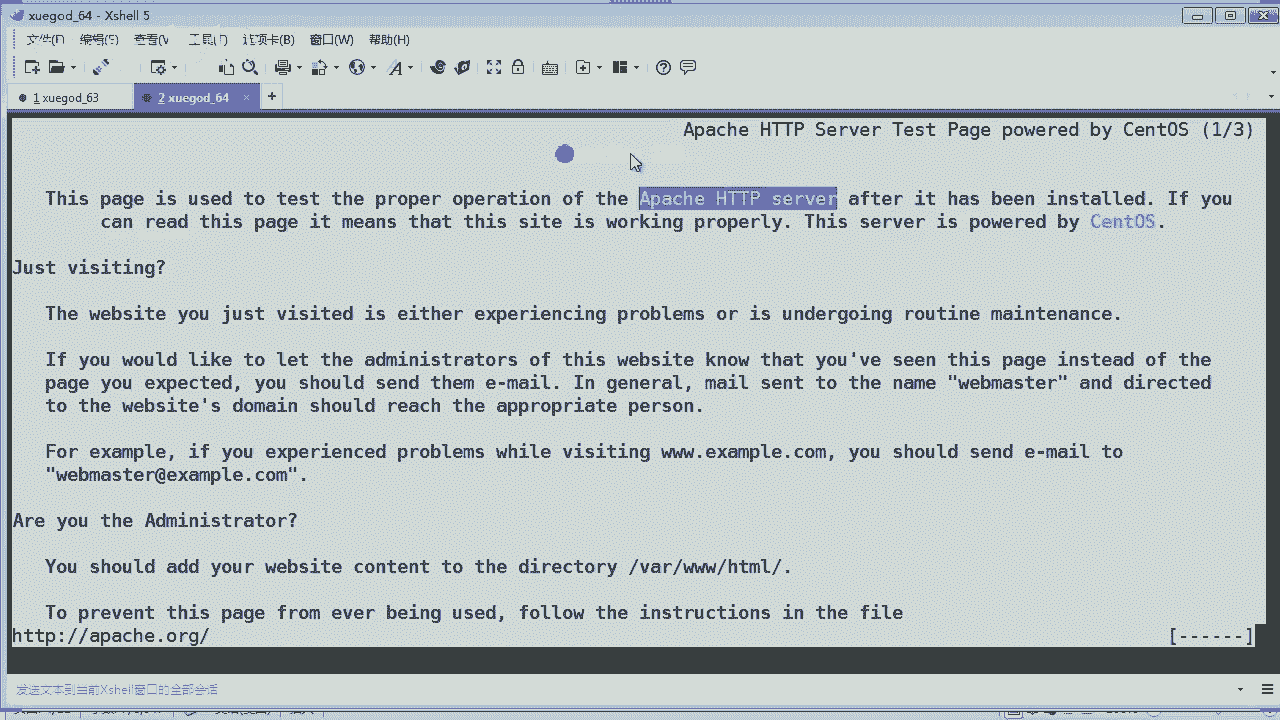 xuegod_64 - Xshell 5
文件(F) 编辑(E) 查看(V) 工具(T) 选项卡(B) 窗口(W) 帮助(H)
1 xuegod_63 2 xuegod_64 × +
Apache HTTP Server Test Page powered by CentOS (1/3)
This page is used to test the proper operation of the Apache HTTP server after it has been installed. If you
can read this page it means that this site is working properly. This server is powered by CentOS.
Just visiting?
The website you just visited is either experiencing problems or is undergoing routine maintenance.
If you would like to let the administrators of this website know that you've seen this page instead of the
page you expected, you should send them e-mail. In general, mail sent to the name "webmaster" and directed
to the website's domain should reach the appropriate person.
For example, if you experienced problems while visiting www.example.com, you should send e-mail to
"webmaster@example.com".
Are you the Administrator?
You should add your website content to the directory /var/www/html/.
To prevent this page from ever being used, follow the instructions in the file
http://apache.org/ [------]
发送文本到当前Xshell窗口的全部会话